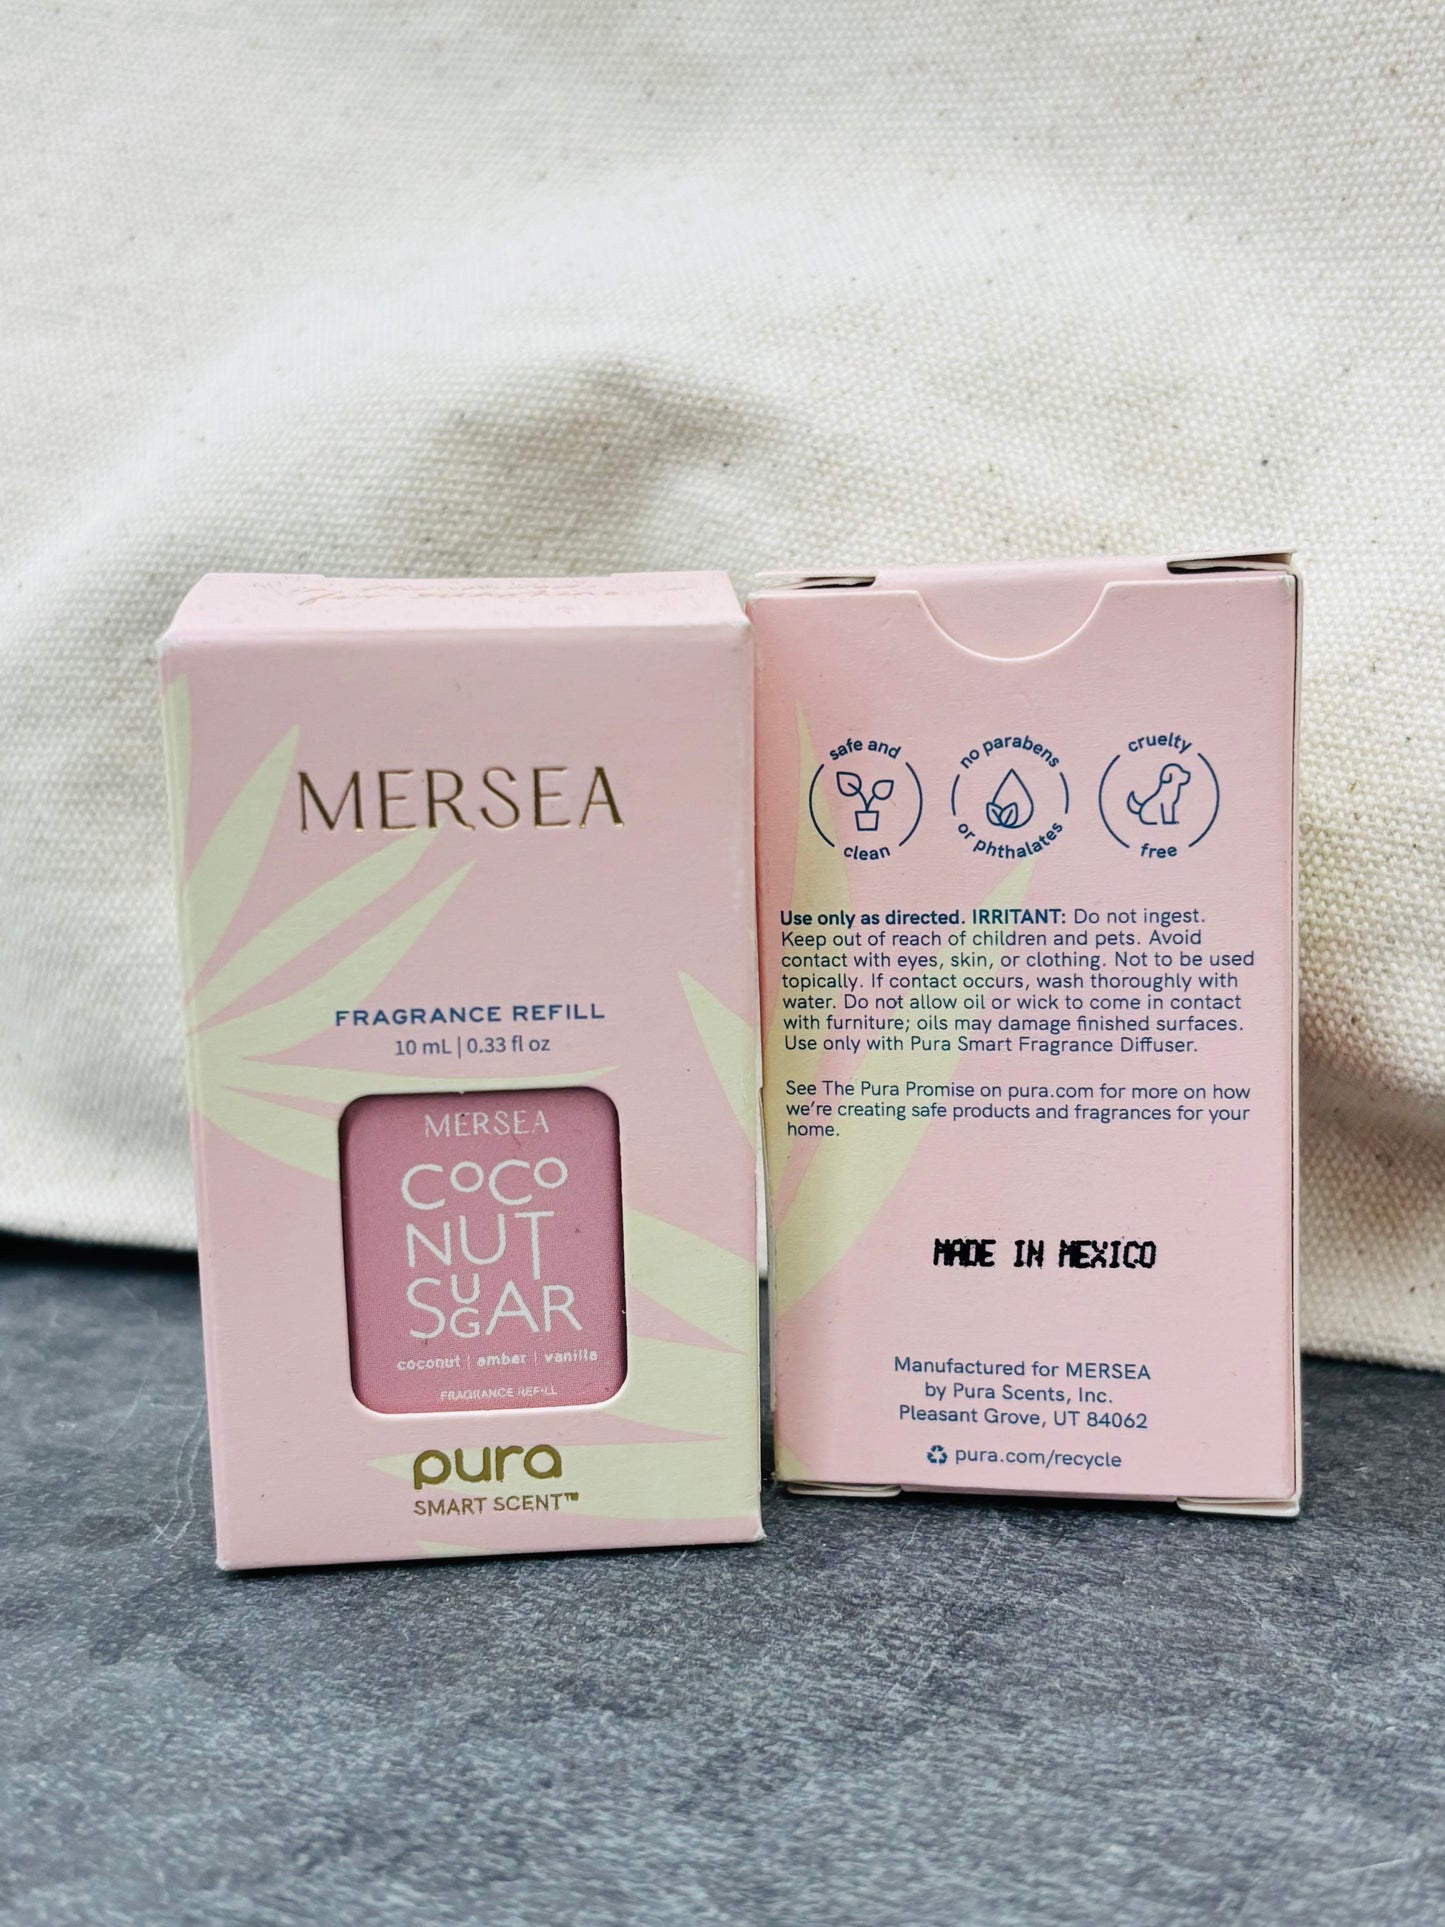 MERSEA
FRAGRANCE REFILL
10 mL | 0.33 fl oz
MERSEA
COCO
NUT
SUGAR
coconut | amber | vanilla
FRAGRANCE REFILL
pura
SMART SCENT™
safe and
clean
no parabens
or phthalates
cruelty
free
Use only as directed. IRRITANT: Do not ingest.
Keep out of reach of children and pets. Avoid
contact with eyes, skin, or clothing. Not to be used
topically. If contact occurs, wash thoroughly with
water. Do not allow oil or wick to come in contact
with furniture; oils may damage finished surfaces.
Use only with Pura Smart Fragrance Diffuser.
See The Pura Promise on pura.com for more on how
we're creating safe products and fragrances for your
home.
MADE IN MEXICO
Manufactured for MERSEA
by Pura Scents, Inc.
Pleasant Grove, UT 84062
pura.com/recycle